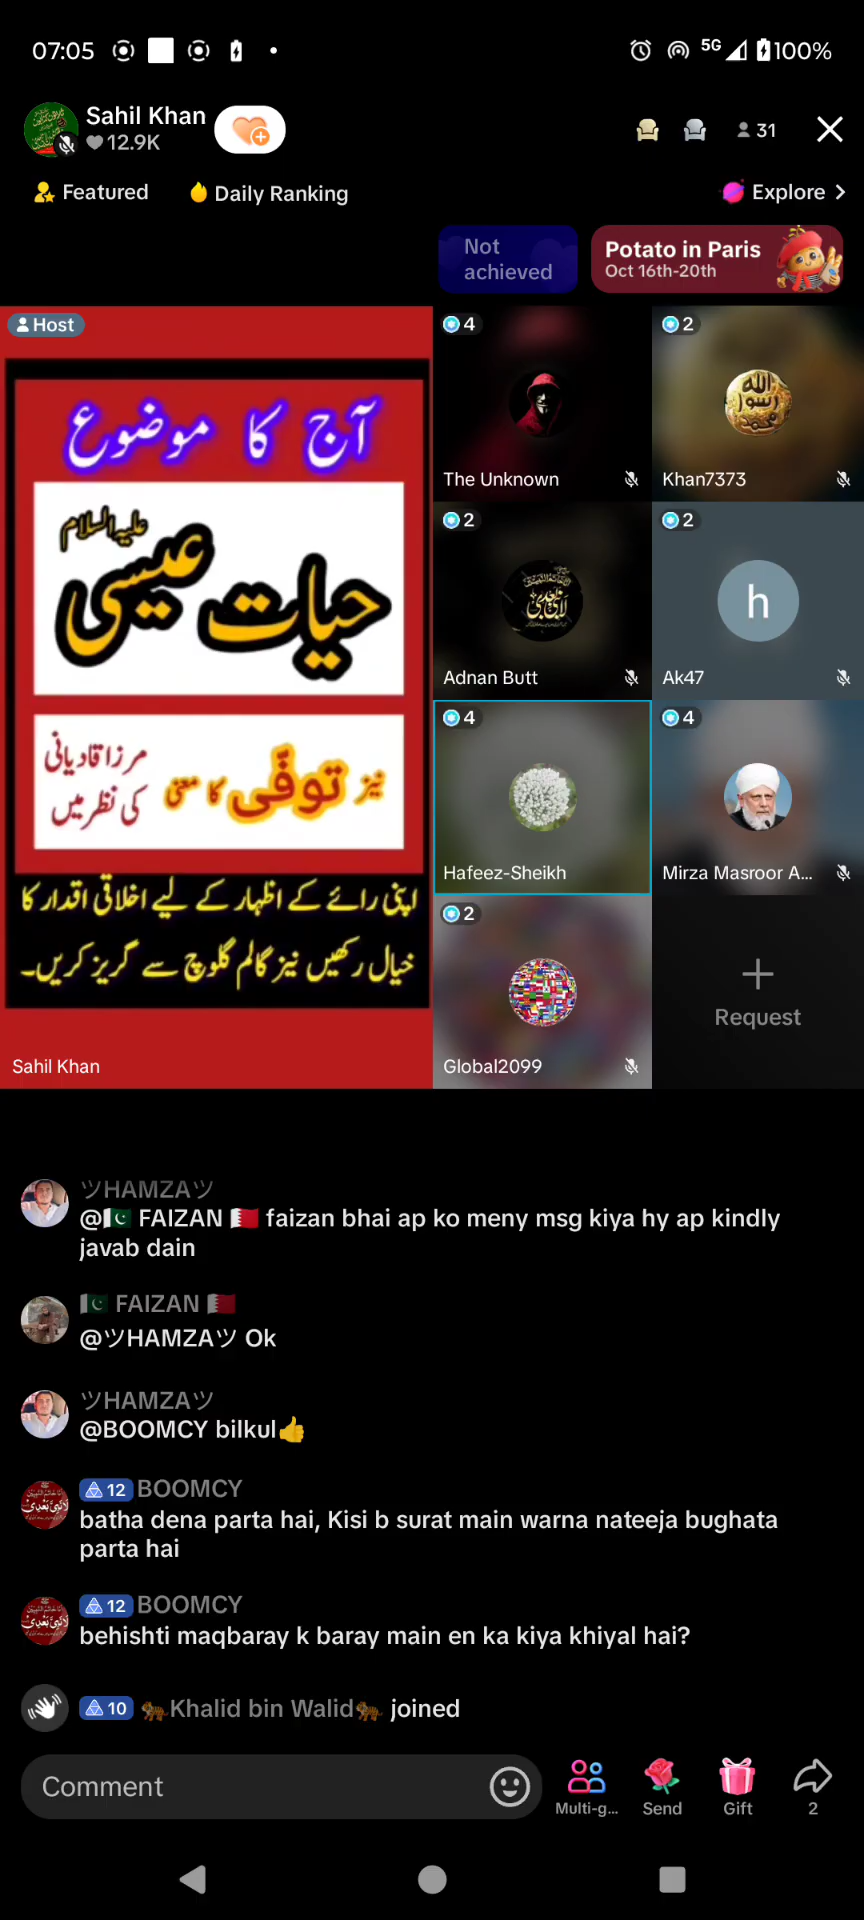 07:05
5G
100%
Sahil Khan
12.9K
31
Featured
Daily Ranking
Explore
Not
achieved
Potato in Paris
Oct 16th-20th
Host
آج کا موضوع
علیہ السلام
حیات عیسیٰ
نیز توفّی کا معنی
مرزا قادیانی
کی نظر میں
اپنی رائے کے اظہار کے لیے اخلاقی اقدار کا
خیال رکھیں نیز گالم گلوچ سے گریز کریں۔
Sahil Khan
4
The Unknown
2
الله
رسول
محمد
Khan7373
2
Adnan Butt
2
h
Ak47
4
Hafeez-Sheikh
4
Mirza Masroor A...
2
Global2099
Request
ツHAMZAツ
@🇵🇰 FAIZAN 🇧🇭 faizan bhai ap ko meny msg kiya hy ap kindly
javab dain
🇵🇰 FAIZAN 🇧🇭
@ツHAMZAツ Ok
ツHAMZAツ
@BOOMCY bilkul👍
12 BOOMCY
batha dena parta hai, Kisi b surat main warna nateeja bughata
parta hai
12 BOOMCY
behishti maqbaray k baray main en ka kiya khiyal hai?
10 🐅Khalid bin Walid🐅 joined
Comment
Multi-g...
Send
Gift
2